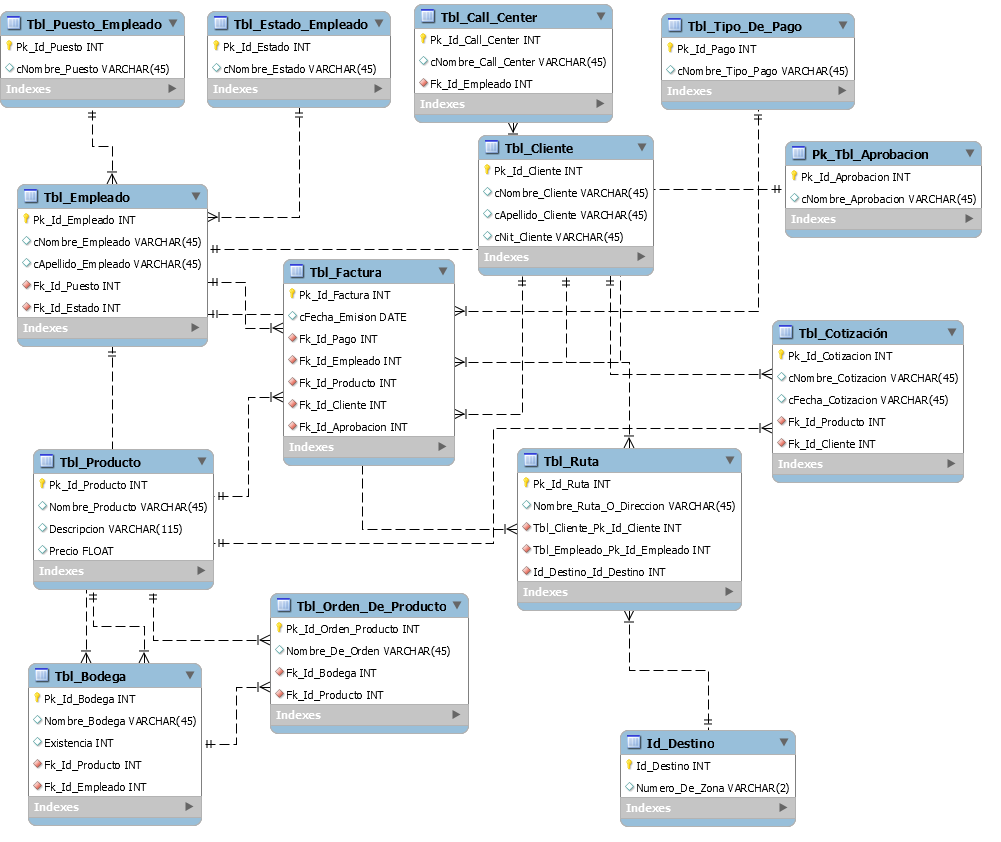 Tbl_Puesto_Empleado
Pk_Id_Puesto INT
cNombre_Puesto VARCHAR(45)
Indexes
Tbl_Estado_Empleado
Pk_Id_Estado INT
cNombre_Estado VARCHAR(45)
Indexes
Tbl_Call_Center
Pk_Id_Call_Center INT
cNombre_Call_Center VARCHAR(45)
Fk_Id_Empleado INT
Indexes
Tbl_Tipo_De_Pago
Pk_Id_Pago INT
cNombre_Tipo_Pago VARCHAR(45)
Indexes
Tbl_Cliente
Pk_Id_Cliente INT
cNombre_Cliente VARCHAR(45)
cApellido_Cliente VARCHAR(45)
cNit_Cliente VARCHAR(45)
Indexes
Pk_Tbl_Aprobacion
Pk_Id_Aprobacion INT
cNombre_Aprobacion VARCHAR(45)
Indexes
Tbl_Empleado
Pk_Id_Empleado INT
cNombre_Empleado VARCHAR(45)
cApellido_Empleado VARCHAR(45)
Fk_Id_Puesto INT
Fk_Id_Estado INT
Indexes
Tbl_Factura
Pk_Id_Factura INT
cFecha_Emision DATE
Fk_Id_Pago INT
Fk_Id_Empleado INT
Fk_Id_Producto INT
Fk_Id_Cliente INT
Fk_Id_Aprobacion INT
Indexes
Tbl_Cotización
Pk_Id_Cotizacion INT
cNombre_Cotizacion VARCHAR(45)
cFecha_Cotizacion VARCHAR(45)
Fk_Id_Producto INT
Fk_Id_Cliente INT
Indexes
Tbl_Producto
Pk_Id_Producto INT
Nombre_Producto VARCHAR(45)
Descripcion VARCHAR(115)
Precio FLOAT
Indexes
Tbl_Ruta
Pk_Id_Ruta INT
Nombre_Ruta_O_Direccion VARCHAR(45)
Tbl_Cliente_Pk_Id_Cliente INT
Tbl_Empleado_Pk_Id_Empleado INT
Id_Destino_Id_Destino INT
Indexes
Tbl_Orden_De_Producto
Pk_Id_Orden_Producto INT
Nombre_De_Orden VARCHAR(45)
Fk_Id_Bodega INT
Fk_Id_Producto INT
Indexes
Tbl_Bodega
Pk_Id_Bodega INT
Nombre_Bodega VARCHAR(45)
Existencia INT
Fk_Id_Producto INT
Fk_Id_Empleado INT
Indexes
Id_Destino
Id_Destino INT
Numero_De_Zona VARCHAR(2)
Indexes